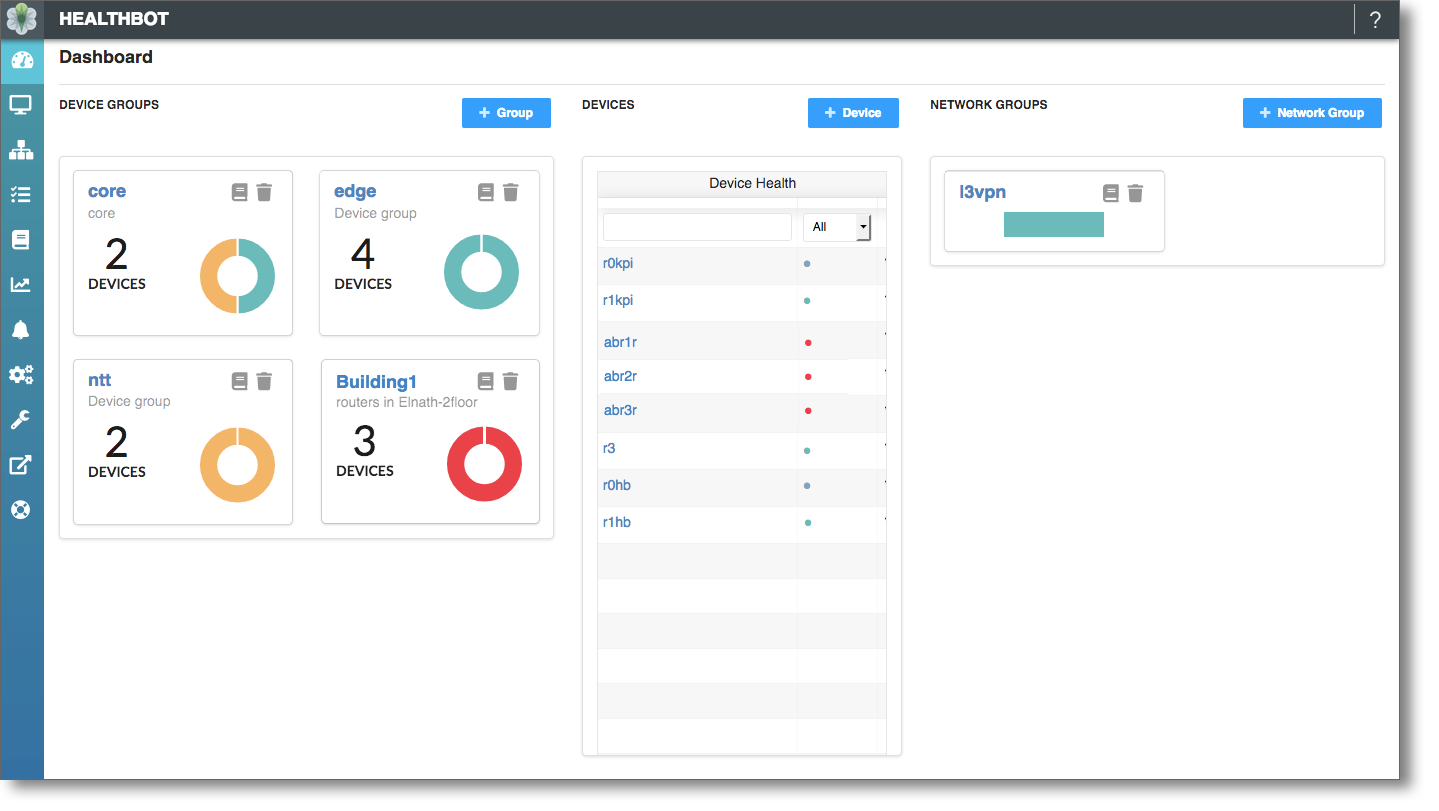 HEALTHBOT
?
Dashboard
DEVICE GROUPS
+ Group
DEVICES
+ Device
NETWORK GROUPS
+ Network Group
core
core
2
DEVICES
edge
Device group
4
DEVICES
ntt
Device group
2
DEVICES
Building1
routers in Elnath-2floor
3
DEVICES
Device Health
All
r0kpi
r1kpi
abr1r
abr2r
abr3r
r3
r0hb
r1hb
l3vpn